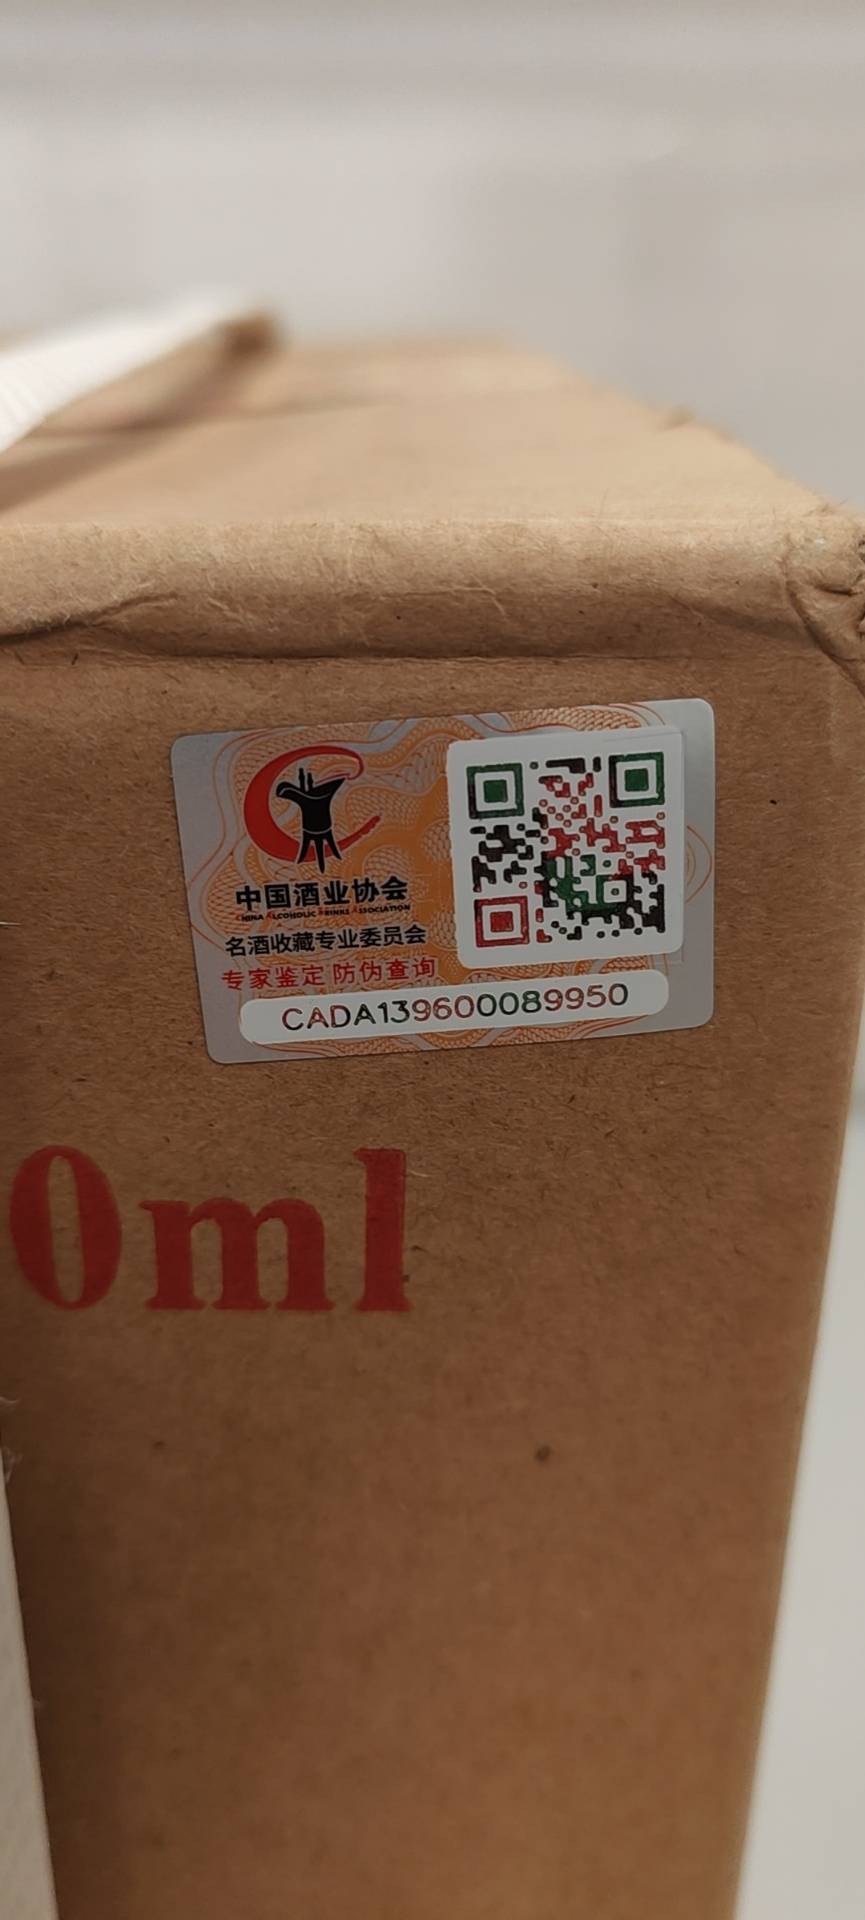 中国酒业协会
CHINA ALCOHOLIC DRINKS ASSOCIATION
名酒收藏专业委员会
专家鉴定 防伪查询
CADA139600089950
0ml